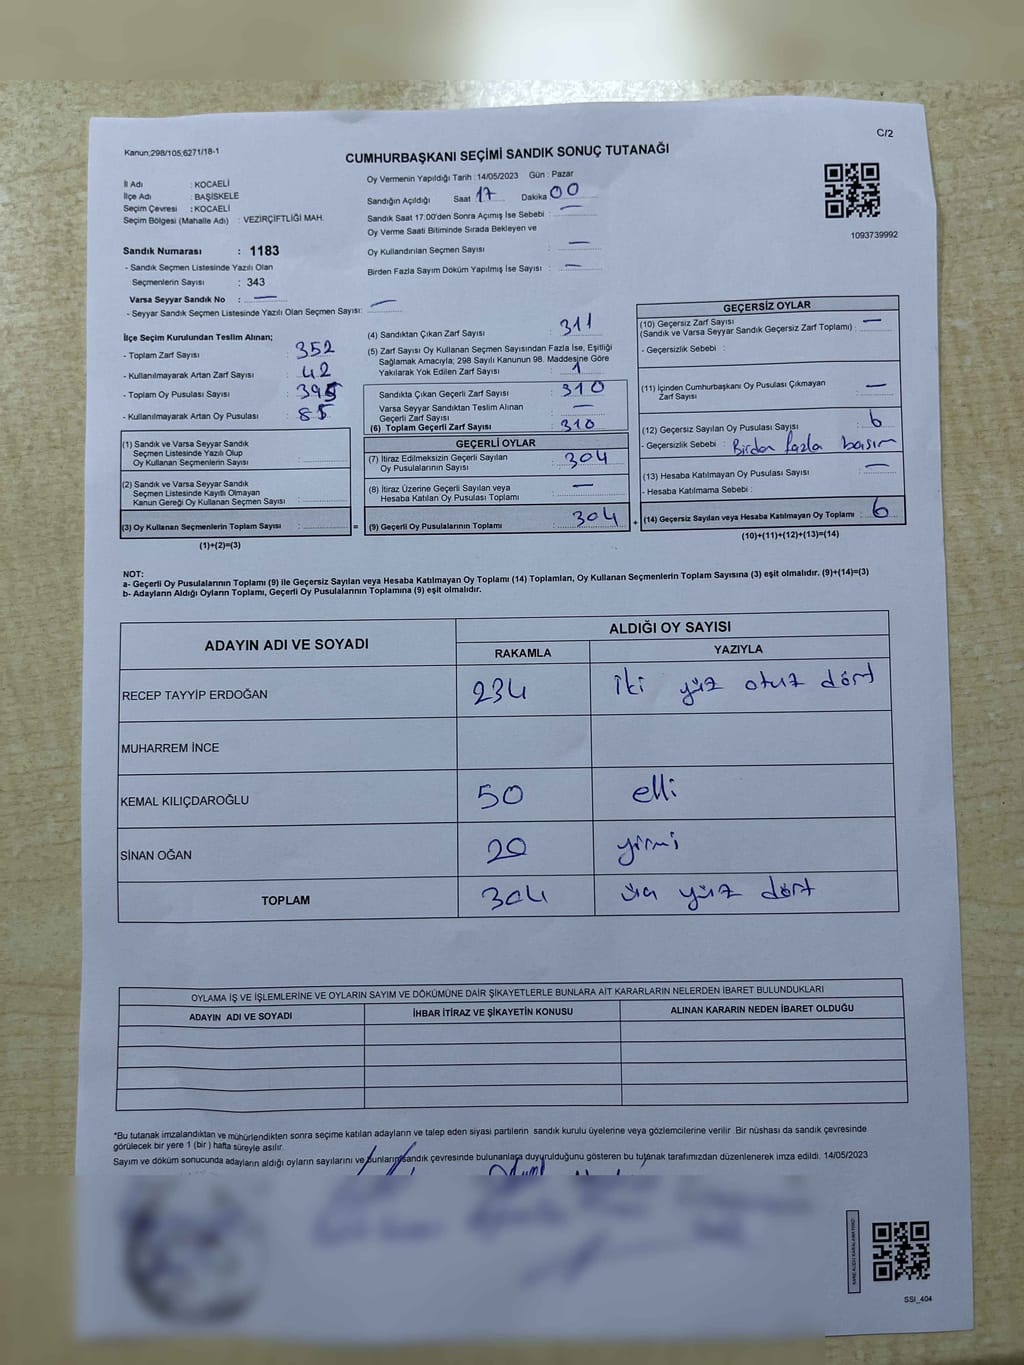 C/2
Kanun:298/105;6271/18-1
CUMHURBAŞKANI SEÇİMİ SANDIK SONUÇ TUTANAĞI
İl Adı : KOCAELİ
İlçe Adı : BAŞİSKELE
Seçim Çevresi : KOCAELİ
Seçim Bölgesi (Mahalle Adı) : VEZİRÇİFTLİĞİ MAH.
Sandık Numarası : 1183
- Sandık Seçmen Listesinde Yazılı Olan
Seçmenlerin Sayısı : 343
Varsa Seyyar Sandık No : —
- Seyyar Sandık Seçmen Listesinde Yazılı Olan Seçmen Sayısı: —
Oy Vermenin Yapıldığı Tarih : 14/05/2023 Gün : Pazar
Sandığın Açıldığı Saat 17 Dakika 00
Sandık Saat 17:00'den Sonra Açımış İse Sebebi : —
Oy Verme Saati Bitiminde Sırada Bekleyen ve
Oy Kullandırılan Seçmen Sayısı : —
Birden Fazla Sayım Döküm Yapılmış İse Sayısı : —
1093739992
İlçe Seçim Kurulundan Teslim Alınan;
- Toplam Zarf Sayısı : 352
- Kullanılmayarak Artan Zarf Sayısı : 42
- Toplam Oy Pusulası Sayısı : 395
- Kullanılmayarak Artan Oy Pusulası : 85
(1) Sandık ve Varsa Seyyar Sandık
Seçmen Listesinde Yazılı Olup
Oy Kullanan Seçmenlerin Sayısı :
(2) Sandık ve Varsa Seyyar Sandık
Seçmen Listesinde Kayıtlı Olmayan
Kanun Gereği Oy Kullanan Seçmen Sayısı :
(3) Oy Kullanan Seçmenlerin Toplam Sayısı : =
(1)+(2)=(3)
(4) Sandıktan Çıkan Zarf Sayısı : 311
(5) Zarf Sayısı Oy Kullanan Seçmen Sayısından Fazla İse, Eşitliği
Sağlamak Amacıyla; 298 Sayılı Kanunun 98. Maddesine Göre
Yakılarak Yok Edilen Zarf Sayısı : 1
Sandıkta Çıkan Geçerli Zarf Sayısı : 310
Varsa Seyyar Sandıktan Teslim Alınan
Geçerli Zarf Sayısı : —
(6) Toplam Geçerli Zarf Sayısı : 310
GEÇERLİ OYLAR
(7) İtiraz Edilmeksizin Geçerli Sayılan
Oy Pusulalarının Sayısı : 304
(8) İtiraz Üzerine Geçerli Sayılan veya
Hesaba Katılan Oy Pusulası Toplamı : —
(9) Geçerli Oy Pusulalarının Toplamı : 304 +
GEÇERSİZ OYLAR
(10) Geçersiz Zarf Sayısı
(Sandık ve Varsa Seyyar Sandık Geçersiz Zarf Toplamı) : —
- Geçersizlik Sebebi :
(11) İçinden Cumhurbaşkanı Oy Pusulası Çıkmayan
Zarf Sayısı : —
(12) Geçersiz Sayılan Oy Pusulası Sayısı : 6
- Geçersizlik Sebebi : Birden fazla basım
(13) Hesaba Katılmayan Oy Pusulası Sayısı : —
- Hesaba Katılmama Sebebi :
(14) Geçersiz Sayılan veya Hesaba Katılmayan Oy Toplamı : 6
(10)+(11)+(12)+(13)=(14)
NOT:
a- Geçerli Oy Pusulalarının Toplamı (9) ile Geçersiz Sayılan veya Hesaba Katılmayan Oy Toplamı (14) Toplamları, Oy Kullanan Seçmenlerin Toplam Sayısına (3) eşit olmalıdır. (9)+(14)=(3)
b- Adayların Aldığı Oyların Toplamı, Geçerli Oy Pusulalarının Toplamına (9) eşit olmalıdır.
ADAYIN ADI VE SOYADI
ALDIĞI OY SAYISI
RAKAMLA YAZIYLA
RECEP TAYYİP ERDOĞAN 234 iki yüz otuz dört
MUHARREM İNCE
KEMAL KILIÇDAROĞLU 50 elli
SİNAN OĞAN 20 yirmi
TOPLAM 304 üç yüz dört
OYLAMA İŞ VE İŞLEMLERİNE VE OYLARIN SAYIM VE DÖKÜMÜNE DAİR ŞİKAYETLERLE BUNLARA AİT KARARLARIN NELERDEN İBARET BULUNDUKLARI
ADAYIN ADI VE SOYADI İHBAR İTİRAZ VE ŞİKAYETİN KONUSU ALINAN KARARIN NEDEN İBARET OLDUĞU
*Bu tutanak imzalandıktan ve mühürlendikten sonra seçime katılan adayların ve talep eden siyasi partilerin sandık kurulu üyelerine veya gözlemcilerine verilir .Bir nüshası da sandık çevresinde
görülecek bir yere 1 (bir ) hafta süreyle asılır.
Sayım ve döküm sonucunda adayların aldığı oyların sayılarını ve bunların sandık çevresinde bulunanlara duyurulduğunu gösteren bu tutanak tarafımızdan düzenlenerek imza edildi. 14/05/2023
SSI_404